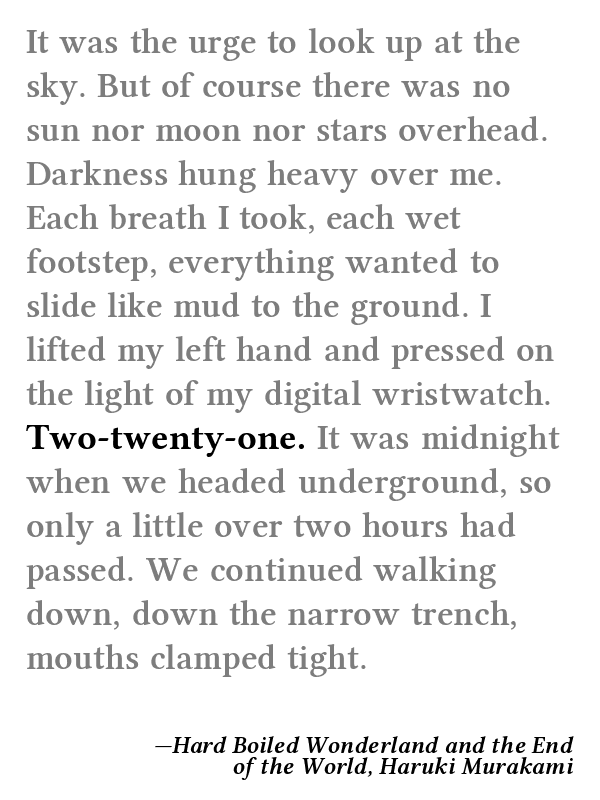 It was the urge to look up at the
sky. But of course there was no
sun nor moon nor stars overhead.
Darkness hung heavy over me.
Each breath I took, each wet
footstep, everything wanted to
slide like mud to the ground. I
lifted my left hand and pressed on
the light of my digital wristwatch.
Two-twenty-one. It was midnight
when we headed underground, so
only a little over two hours had
passed. We continued walking
down, down the narrow trench,
mouths clamped tight.
—Hard Boiled Wonderland and the End
of the World, Haruki Murakami